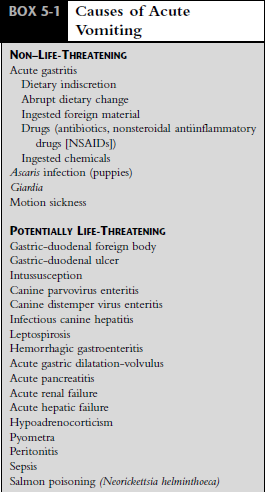 BOX 5-1 Causes of Acute
Vomiting
NON–LIFE-THREATENING
Acute gastritis
Dietary indiscretion
Abrupt dietary change
Ingested foreign material
Drugs (antibiotics, nonsteroidal antiinflammatory
drugs [NSAIDs])
Ingested chemicals
Ascaris infection (puppies)
Giardia
Motion sickness
POTENTIALLY LIFE-THREATENING
Gastric-duodenal foreign body
Gastric-duodenal ulcer
Intussusception
Canine parvovirus enteritis
Canine distemper virus enteritis
Infectious canine hepatitis
Leptospirosis
Hemorrhagic gastroenteritis
Acute gastric dilatation-volvulus
Acute pancreatitis
Acute renal failure
Acute hepatic failure
Hypoadrenocorticism
Pyometra
Peritonitis
Sepsis
Salmon poisoning (Neorickettsia helminthoeca)